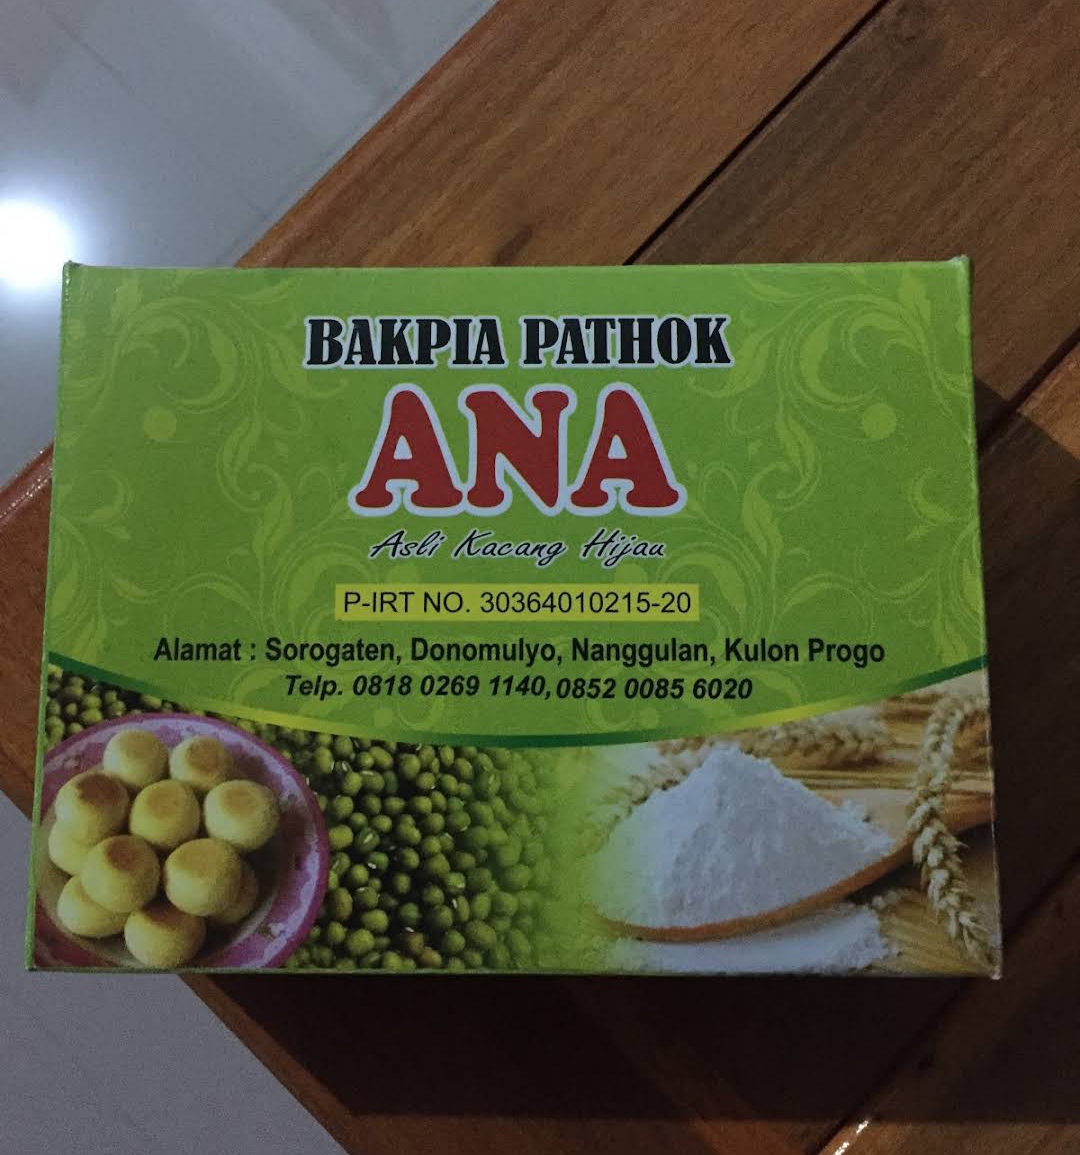 BAKPIA PATHOK
ANA
Asli Kacang Hijau
P-IRT NO. 30364010215-20
Alamat : Sorogaten, Donomulyo, Nanggulan, Kulon Progo
Telp. 0818 0269 1140, 0852 0085 6020